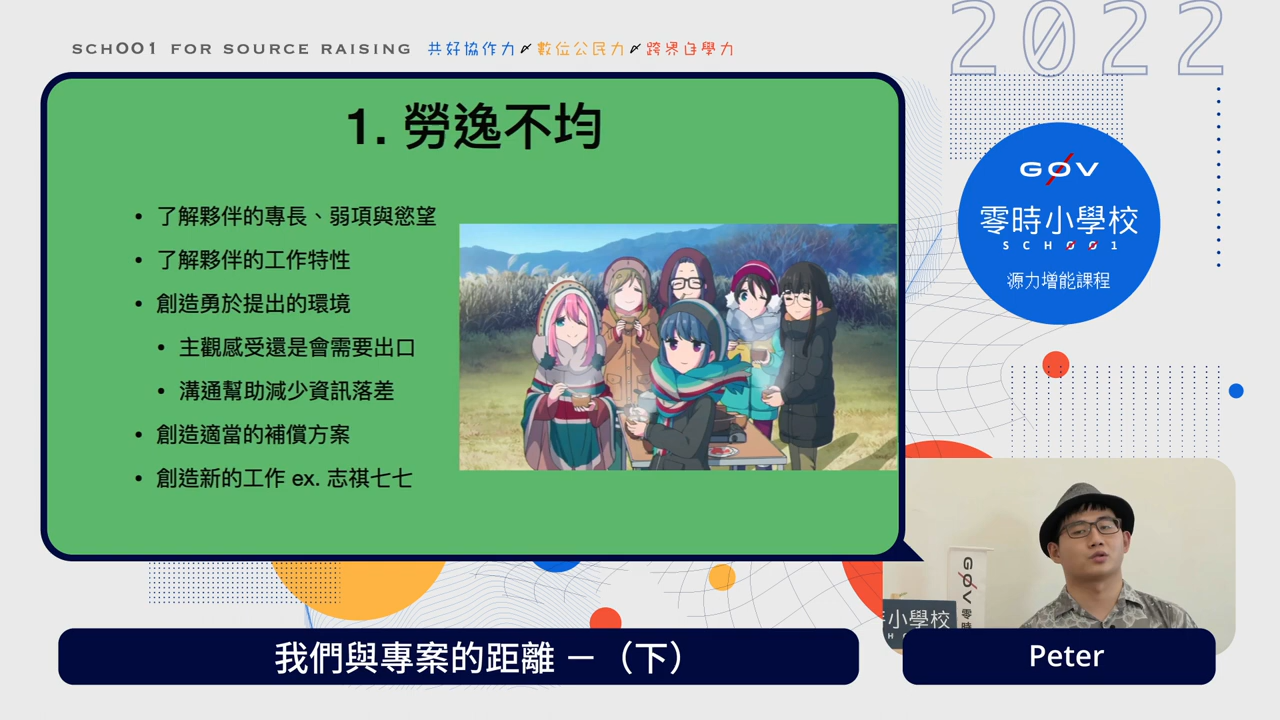 SCHOO1 FOR SOURCE RAISING 共好協作力 數位公民力 跨界自學力
2022
1. 勞逸不均
• 了解夥伴的專長、弱項與慾望
• 了解夥伴的工作特性
• 創造勇於提出的環境
• 主觀感受還是會需要出口
• 溝通幫助減少資訊落差
• 創造適當的補償方案
• 創造新的工作 ex. 志祺七七
G0V
零時小學校
SCH001
源力增能課程
G0V 零時
小學校
我們與專案的距離 － （下）
Peter